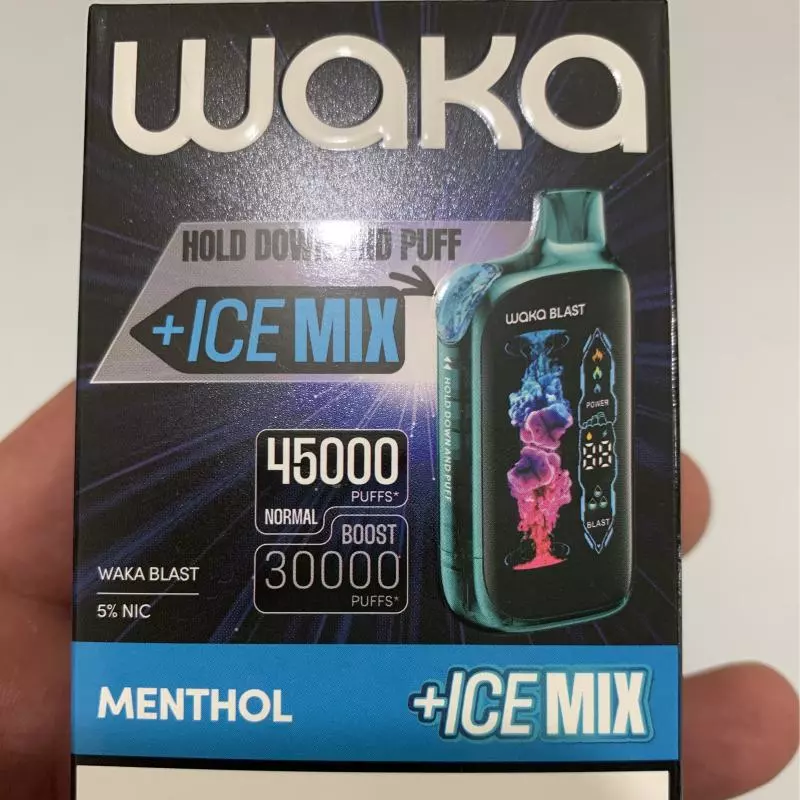 waka
HOLD DOWN AND PUFF
+ICE MIX
waka BLAST
POWER
88
BLAST
HOLD DOWN AND PUFF
45000
PUFFS*
NORMAL
BOOST
30000
PUFFS*
WAKA BLAST
5% NIC
MENTHOL
+ICE MIX